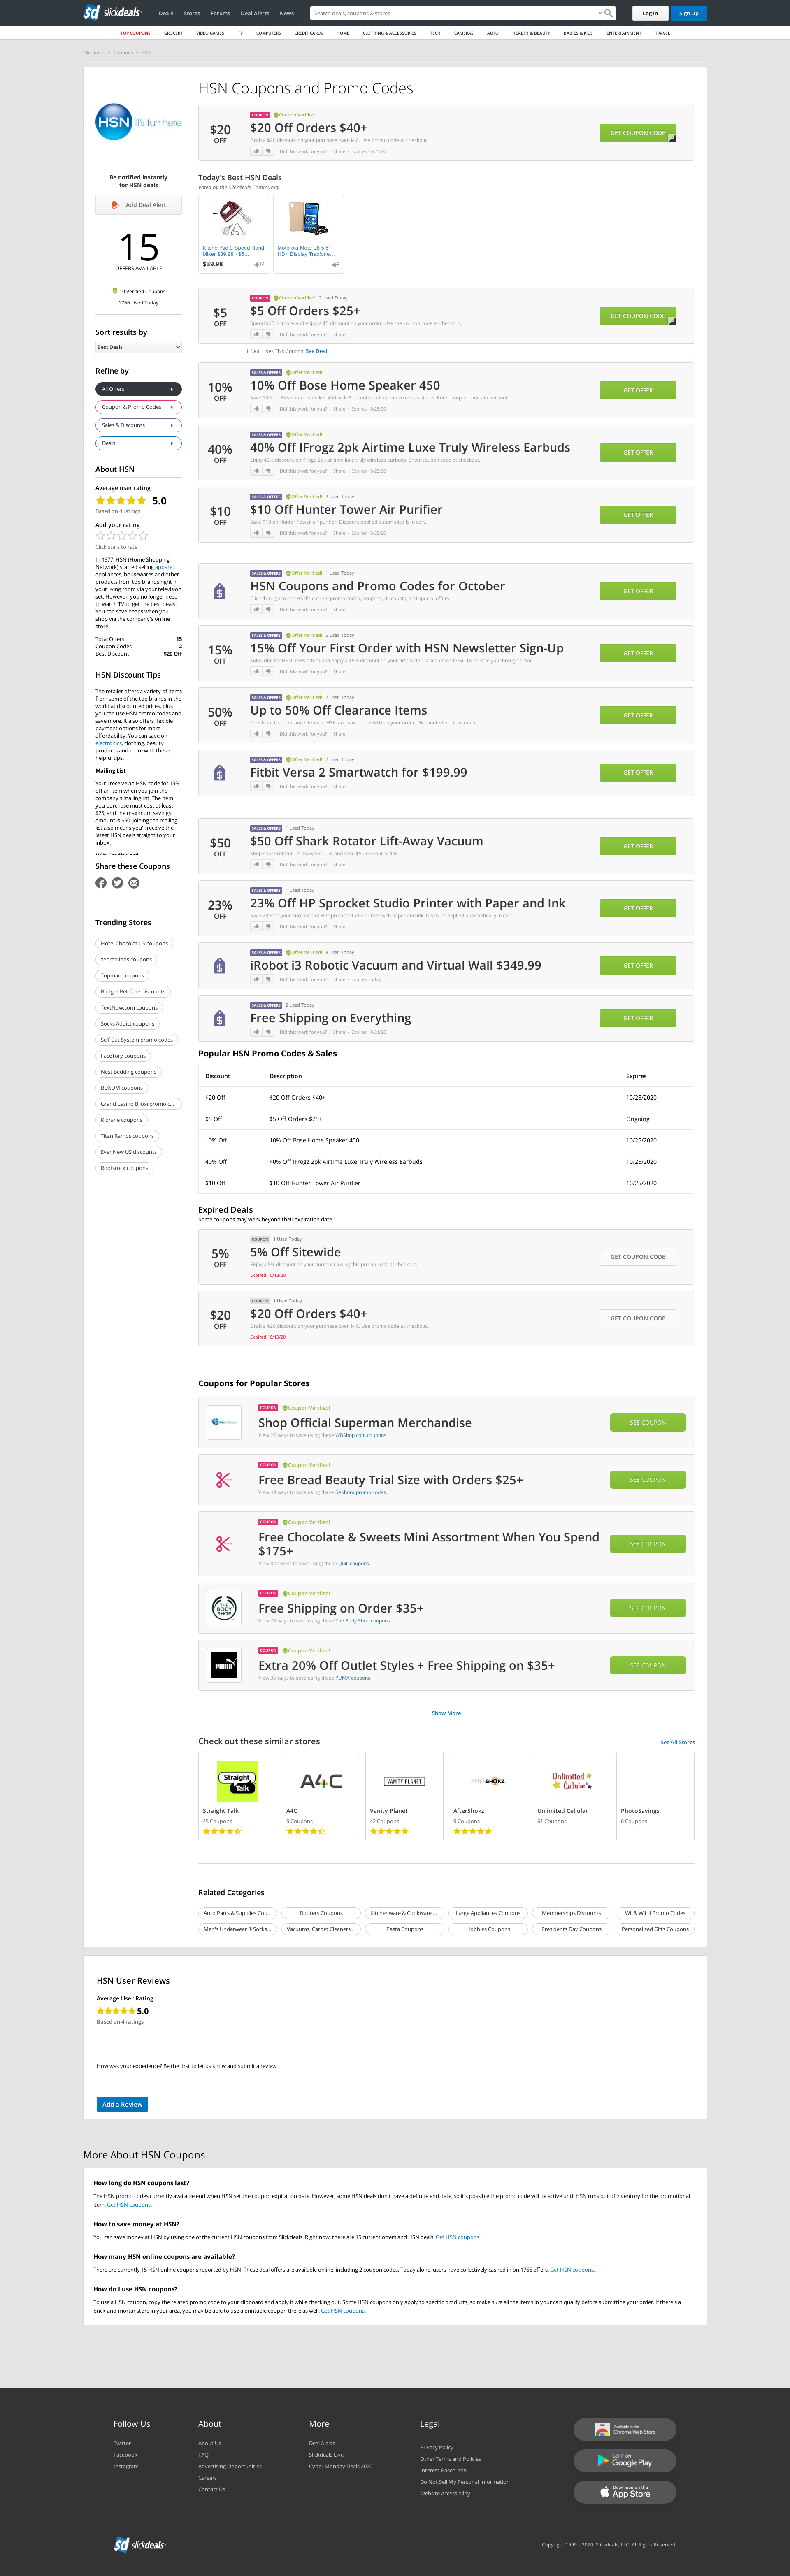 slickdeals
Deals Stores Forums Deal Alerts News
Search deals, coupons & stores
Log In Sign Up
TOP COUPONS GROCERY VIDEO GAMES TV COMPUTERS CREDIT CARDS HOME CLOTHING & ACCESSORIES TECH CAMERAS AUTO HEALTH & BEAUTY BABIES & KIDS ENTERTAINMENT TRAVEL
Slickdeals > Coupons > HSN
HSN It's fun here
Be notified instantly
for HSN deals
Add Deal Alert
15
OFFERS AVAILABLE
10 Verified Coupons
1766 Used Today
Sort results by
Best Deals
Refine by
All Offers
Coupon & Promo Codes
Sales & Discounts
Deals
About HSN
Average user rating
5.0
Based on 4 ratings
Add your rating
Click stars to rate
In 1977, HSN (Home Shopping
Network) started selling apparel,
appliances, housewares and other
products from top brands right in
your living room via your television
set. However, you no longer need
to watch TV to get the best deals.
You can save heaps when you
shop via the company's online
store.
Total Offers 15
Coupon Codes 2
Best Discount $20 Off
HSN Discount Tips
The retailer offers a variety of items
from some of the top brands in the
world at discounted prices, plus
you can use HSN promo codes and
save more. It also offers flexible
payment options for more
affordability. You can save on
electronics, clothing, beauty
products and more with these
helpful tips.
Mailing List
You'll receive an HSN code for 15%
off an item when you join the
company's mailing list. The item
you purchase must cost at least
$25, and the maximum savings
amount is $50. Joining the mailing
list also means you'll receive the
latest HSN deals straight to your
inbox.
Share these Coupons
Trending Stores
Hotel Chocolat US coupons
zebrablinds coupons
Topman coupons
Budget Pet Care discounts
TextNow.com coupons
Socks Addict coupons
Self-Cut System promo codes
FaceTory coupons
Nest Bedding coupons
BUXOM coupons
Grand Casino Biloxi promo c...
Klorane coupons
Titan Ramps coupons
Ever New US discounts
Roofstock coupons
HSN Coupons and Promo Codes
$20
OFF
COUPON Coupon Verified!
$20 Off Orders $40+
Grab a $20 discount on your purchase over $40. Use promo code at checkout.
Did this work for you? · Share · Expires 10/25/20
GET COUPON CODE
Today's Best HSN Deals
Voted by the Slickdeals Community
KitchenAid 9-Speed Hand
Mixer $39.98 +$5...
$39.98 14
Motorola Moto E6 5.5"
HD+ Display Tracfone...
3
$5
OFF
COUPON Coupon Verified! 2 Used Today
$5 Off Orders $25+
Spend $25 or more and enjoy a $5 discount on your order. Use the coupon code at checkout.
Did this work for you? · Share
GET COUPON CODE
1 Deal Uses This Coupon. See Deal.
10%
OFF
SALES & OFFERS Offer Verified!
10% Off Bose Home Speaker 450
Save 10% on Bose home speaker 450 with Bluetooth and built-in voice assistants. Enter coupon code at checkout.
Did this work for you? · Share · Expires 10/25/20
GET OFFER
40%
OFF
SALES & OFFERS Offer Verified!
40% Off IFrogz 2pk Airtime Luxe Truly Wireless Earbuds
Enjoy 40% discount on IFrogz 2pk airtime luxe truly wireless earbuds. Enter coupon code at checkout.
Did this work for you? · Share · Expires 10/25/20
GET OFFER
$10
OFF
SALES & OFFERS Offer Verified! 2 Used Today
$10 Off Hunter Tower Air Purifier
Save $10 on Hunter Tower air purifier. Discount applied automatically in cart.
Did this work for you? · Share · Expires 10/25/20
GET OFFER
SALES & OFFERS Offer Verified! 1 Used Today
HSN Coupons and Promo Codes for October
Click through to see HSN's current promo codes, coupons, discounts, and special offers.
Did this work for you? · Share
GET OFFER
15%
OFF
SALES & OFFERS Offer Verified! 5 Used Today
15% Off Your First Order with HSN Newsletter Sign-Up
Subscribe for HSN newsletters and enjoy a 15% discount on your first order. Discount code will be sent to you through email.
Did this work for you? · Share
GET OFFER
50%
OFF
SALES & OFFERS Offer Verified! 2 Used Today
Up to 50% Off Clearance Items
Check out the clearance items at HSN and save up to 50% on your order. Discounted price as marked.
Did this work for you? · Share
GET OFFER
SALES & OFFERS Offer Verified! 2 Used Today
Fitbit Versa 2 Smartwatch for $199.99
Did this work for you? · Share
GET OFFER
$50
OFF
SALES & OFFERS 1 Used Today
$50 Off Shark Rotator Lift-Away Vacuum
Shop shark rotator lift-away vacuum and save $50 on your order.
Did this work for you? · Share
GET OFFER
23%
OFF
SALES & OFFERS 1 Used Today
23% Off HP Sprocket Studio Printer with Paper and Ink
Save 23% on your purchase of HP sprocket studio printer with paper and ink. Discount applied automatically in cart.
Did this work for you? · Share
GET OFFER
SALES & OFFERS Offer Verified! 8 Used Today
iRobot i3 Robotic Vacuum and Virtual Wall $349.99
Did this work for you? · Share · Expires Today
GET OFFER
SALES & OFFERS 2 Used Today
Free Shipping on Everything
Did this work for you? · Share · Expires 10/21/20
GET OFFER
Popular HSN Promo Codes & Sales
Discount Description Expires
$20 Off $20 Off Orders $40+ 10/25/2020
$5 Off $5 Off Orders $25+ Ongoing
10% Off 10% Off Bose Home Speaker 450 10/25/2020
40% Off 40% Off IFrogz 2pk Airtime Luxe Truly Wireless Earbuds 10/25/2020
$10 Off $10 Off Hunter Tower Air Purifier 10/25/2020
Expired Deals
Some coupons may work beyond their expiration date.
5%
OFF
COUPON 1 Used Today
5% Off Sitewide
Enjoy a 5% discount on your purchase using this promo code at checkout.
Expired 10/13/20
GET COUPON CODE
$20
OFF
COUPON 1 Used Today
$20 Off Orders $40+
Grab a $20 discount on your purchase over $40. Use promo code at checkout.
Expired 10/13/20
GET COUPON CODE
Coupons for Popular Stores
COUPON Coupon Verified!
Shop Official Superman Merchandise
View 27 ways to save using these WBShop.com coupons.
SEE COUPON
COUPON Coupon Verified!
Free Bread Beauty Trial Size with Orders $25+
View 49 ways to save using these Sephora promo codes.
SEE COUPON
COUPON Coupon Verified!
Free Chocolate & Sweets Mini Assortment When You Spend
$175+
View 372 ways to save using these Quill coupons.
SEE COUPON
THE BODY SHOP
COUPON Coupon Verified!
Free Shipping on Order $35+
View 78 ways to save using these The Body Shop coupons.
SEE COUPON
PUMA
COUPON Coupon Verified!
Extra 20% Off Outlet Styles + Free Shipping on $35+
View 35 ways to save using these PUMA coupons.
SEE COUPON
Show More
Check out these similar stores
See All Stores
Straight Talk
A4C
VANITY PLANET
AFTERSHOKZ
Unlimited Cellular
Straight Talk A4C Vanity Planet AfterShokz Unlimited Cellular PhotoSavings
45 Coupons 9 Coupons 42 Coupons 9 Coupons 61 Coupons 6 Coupons
Related Categories
Auto Parts & Supplies Cou... Routers Coupons Kitchenware & Cookware ... Large Appliances Coupons Memberships Discounts Wii & Wii U Promo Codes
Men's Underwear & Socks... Vacuums, Carpet Cleaners... Pasta Coupons Hobbies Coupons Presidents Day Coupons Personalized Gifts Coupons
HSN User Reviews
Average User Rating
5.0
Based on 4 ratings
How was your experience? Be the first to let us know and submit a review.
Add a Review
More About HSN Coupons
How long do HSN coupons last?
The HSN promo codes currently available end when HSN set the coupon expiration date. However, some HSN deals don't have a definite end date, so it's possible the promo code will be active until HSN runs out of inventory for the promotional
item. Get HSN coupons.
How to save money at HSN?
You can save money at HSN by using one of the current HSN coupons from Slickdeals. Right now, there are 15 current offers and HSN deals. Get HSN coupons.
How many HSN online coupons are available?
There are currently 15 HSN online coupons reported by HSN. These deal offers are available online, including 2 coupon codes. Today alone, users have collectively cashed in on 1766 offers. Get HSN coupons.
How do I use HSN coupons?
To use a HSN coupon, copy the related promo code to your clipboard and apply it while checking out. Some HSN coupons only apply to specific products, so make sure all the items in your cart qualify before submitting your order. If there's a
brick-and-mortar store in your area, you may be able to use a printable coupon there as well. Get HSN coupons.
Follow Us
Twitter
Facebook
Instagram
About
About Us
FAQ
Advertising Opportunities
Careers
Contact Us
More
Deal Alerts
Slickdeals Live
Cyber Monday Deals 2020
Legal
Privacy Policy
Other Terms and Policies
Interest-Based Ads
Do Not Sell My Personal Information
Website Accessibility
Available in the
Chrome Web Store
GET IT ON
Google Play
Download on the
App Store
slickdeals
Copyright 1999 – 2020. Slickdeals, LLC. All Rights Reserved.